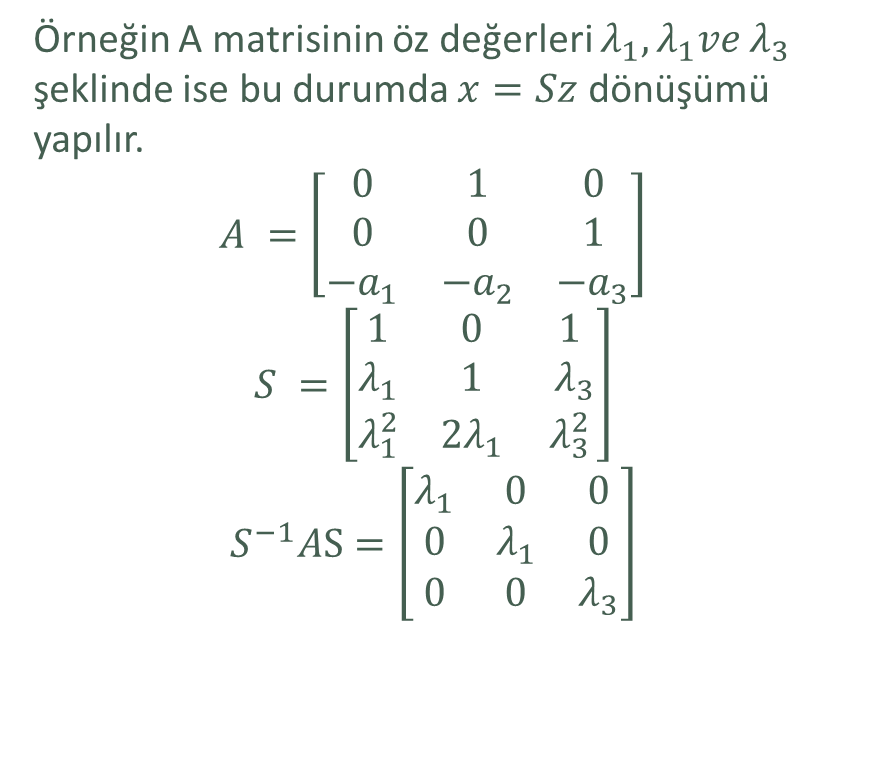 Örneğin A matrisinin öz değerleri λ₁, λ₁ ve λ₃
şeklinde ise bu durumda x = Sz dönüşümü
yapılır.
0 1 0
A = 0 0 1
−a₁ −a₂ −a₃
1 0 1
S = λ₁ 1 λ₃
λ₁² 2λ₁ λ₃²
λ₁ 0 0
S⁻¹AS = 0 λ₁ 0
0 0 λ₃